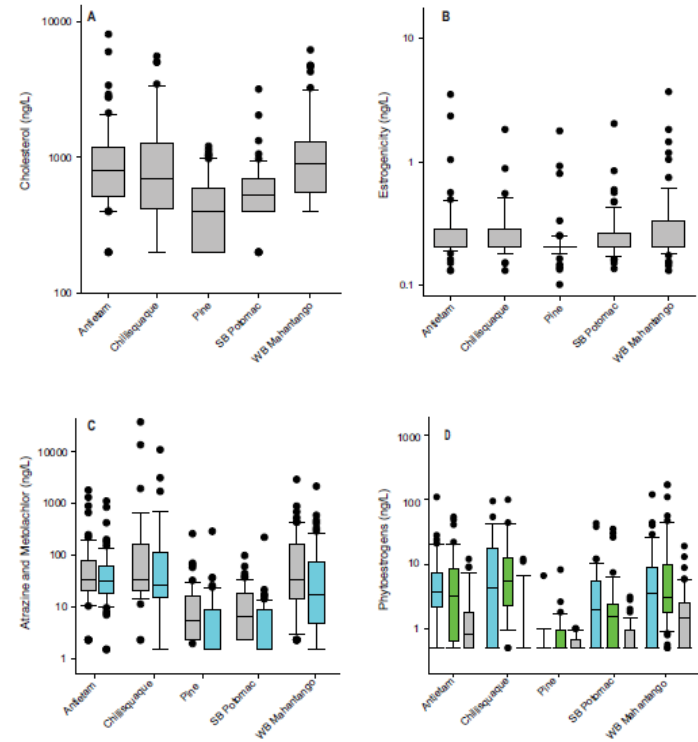 A
Cholesterol (ng/L)
10000
1000
100
Antietam
Chillisquaque
Pine
SB Potomac
WB Mahantango
B
Estrogenicity (ng/L)
10
1
0.1
Antietam
Chillisquaque
Pine
SB Potomac
WB Mahantango
C
Atrazine and Metolachlor (ng/L)
10000
1000
100
10
1
Antietam
Chillisquaque
Pine
SB Potomac
WB Mahantango
D
Phytoestrogens (ng/L)
1000
100
10
1
Antietam
Chillisquaque
Pine
SB Potomac
WB Mahantango